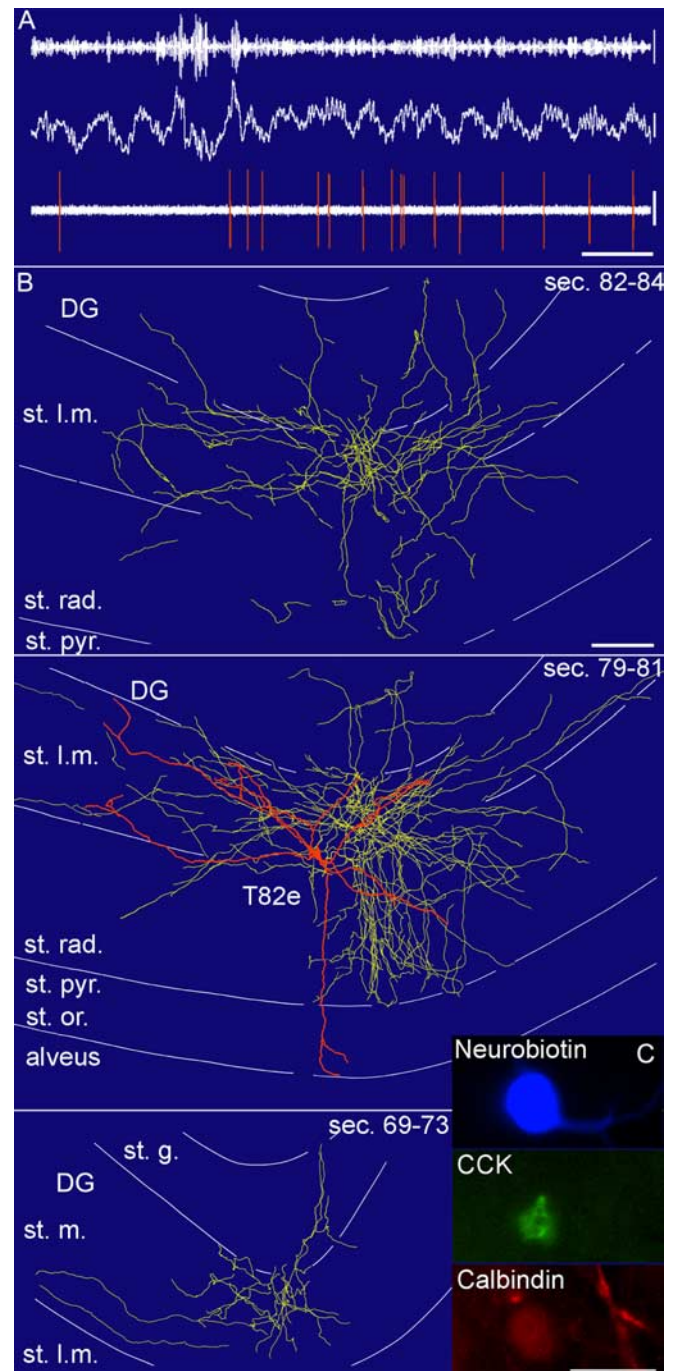 A
B
sec. 82-84
DG
st. l.m.
st. rad.
st. pyr.
sec. 79-81
DG
st. l.m.
T82e
st. rad.
st. pyr.
st. or.
alveus
Neurobiotin
C
CCK
Calbindin
sec. 69-73
st. g.
DG
st. m.
st. l.m.